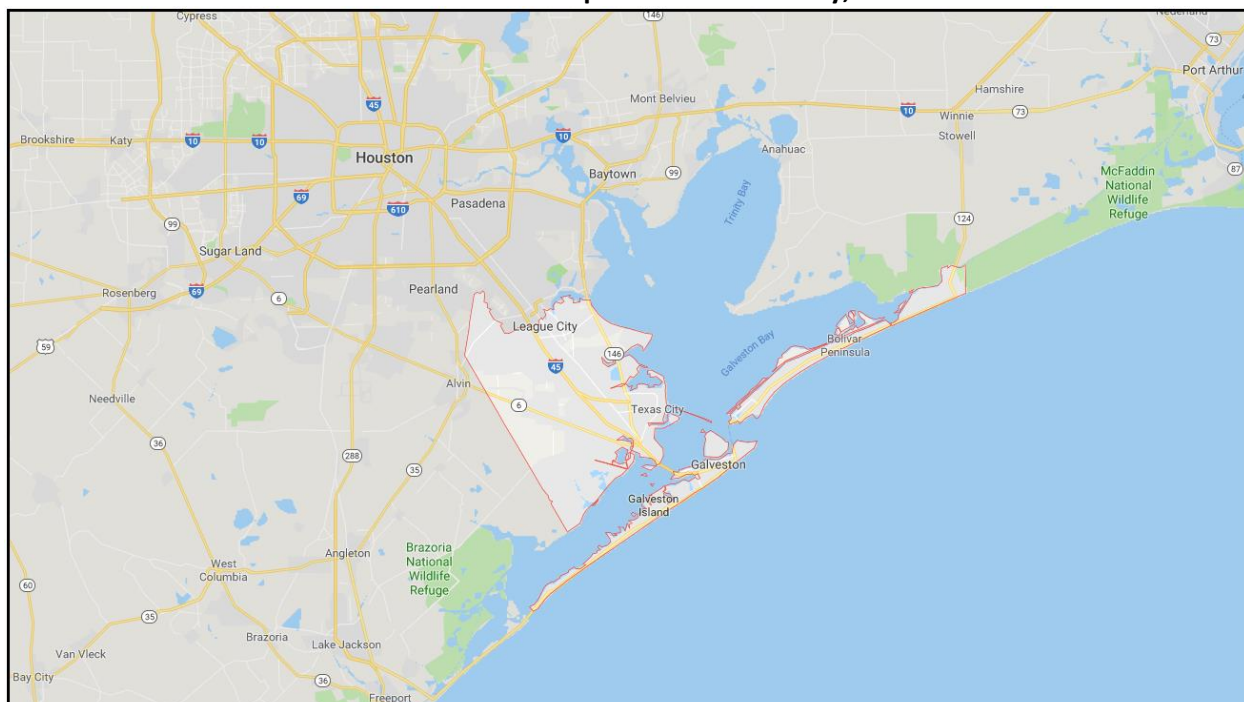 Cypress
146
Nederland
73
Port Arthur
45
Mont Belvieu
Hamshire
10
73
Winnie
Stowell
Brookshire
Katy
10
10
10
Houston
Anahuac
Baytown
99
87
McFaddin
National
Wildlife
Refuge
69
610
Pasadena
Trinity Bay
99
124
Sugar Land
Rosenberg
69
6
Pearland
League City
59
146
45
Galveston Bay
Bolivar
Peninsula
Alvin
Needville
6
Texas City
36
288
35
Galveston
Galveston
Island
Brazoria
National
Wildlife
Refuge
Angleton
West
Columbia
60
35
Brazoria
Lake Jackson
Van Vleck
Bay City
36
Freeport